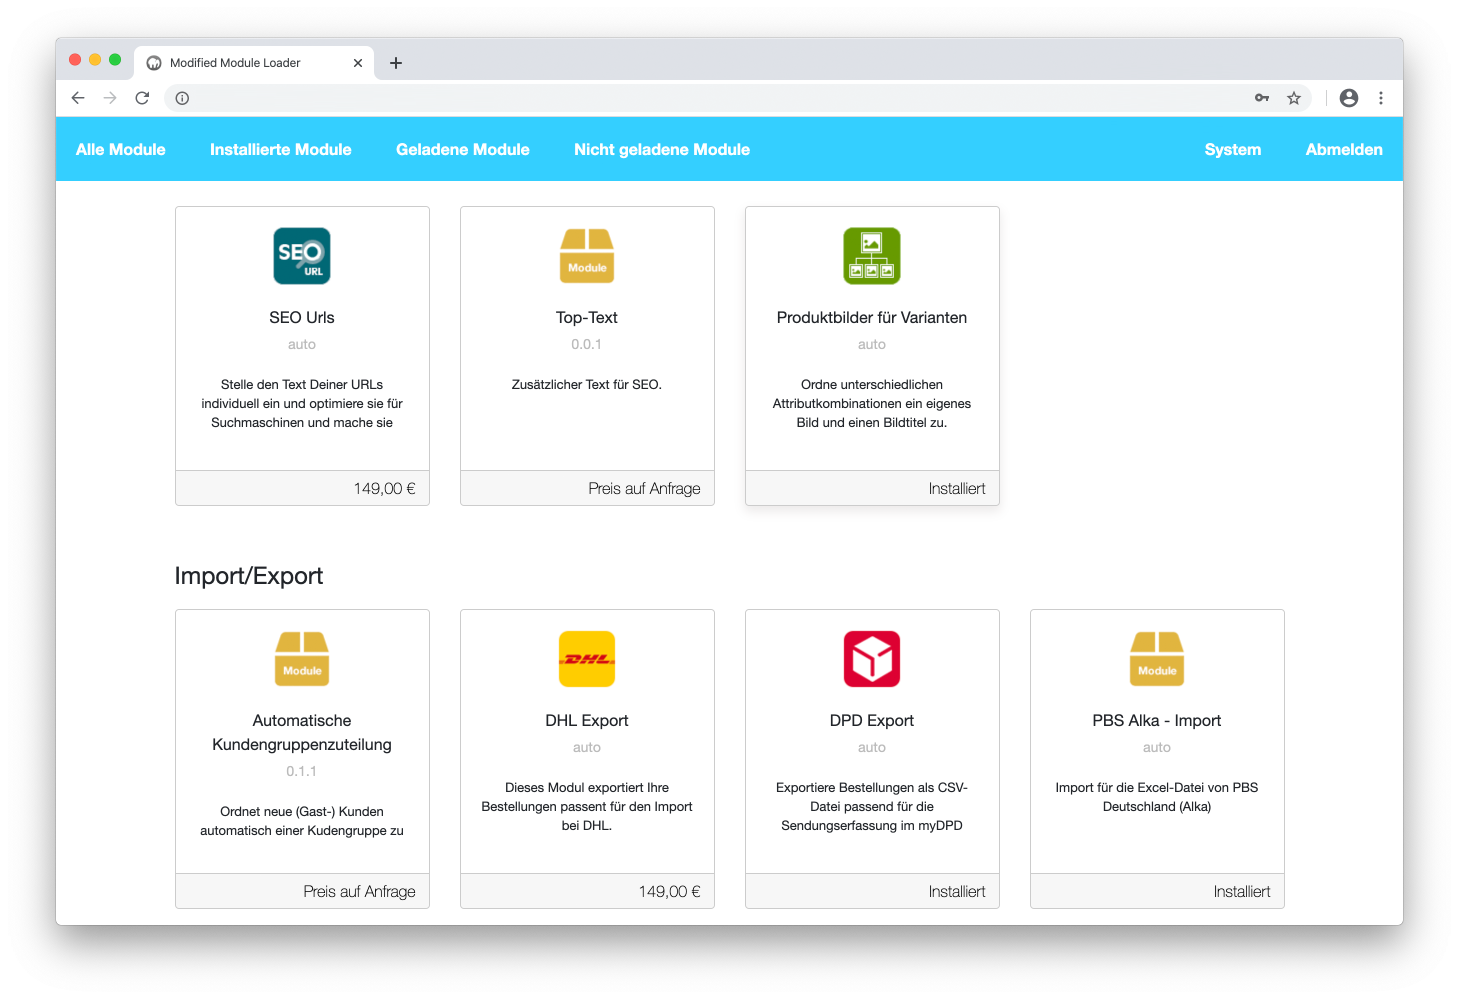 Modified Module Loader
Alle Module
Installierte Module
Geladene Module
Nicht geladene Module
System
Abmelden
SEO
URL
SEO Urls
auto
Stelle den Text Deiner URLs
individuell ein und optimiere sie für
Suchmaschinen und mache sie
149,00 €
Module
Top-Text
0.0.1
Zusätzlicher Text für SEO.
Preis auf Anfrage
Produktbilder für Varianten
auto
Ordne unterschiedlichen
Attributkombinationen ein eigenes
Bild und einen Bildtitel zu.
Installiert
Import/Export
Module
Automatische
Kundengruppenzuteilung
0.1.1
Ordnet neue (Gast-) Kunden
automatisch einer Kudengruppe zu
Preis auf Anfrage
DHL
DHL Export
auto
Dieses Modul exportiert Ihre
Bestellungen passent für den Import
bei DHL.
149,00 €
DPD Export
auto
Exportiere Bestellungen als CSV-
Datei passend für die
Sendungserfassung im myDPD
Installiert
Module
PBS Alka - Import
auto
Import für die Excel-Datei von PBS
Deutschland (Alka)
Installiert